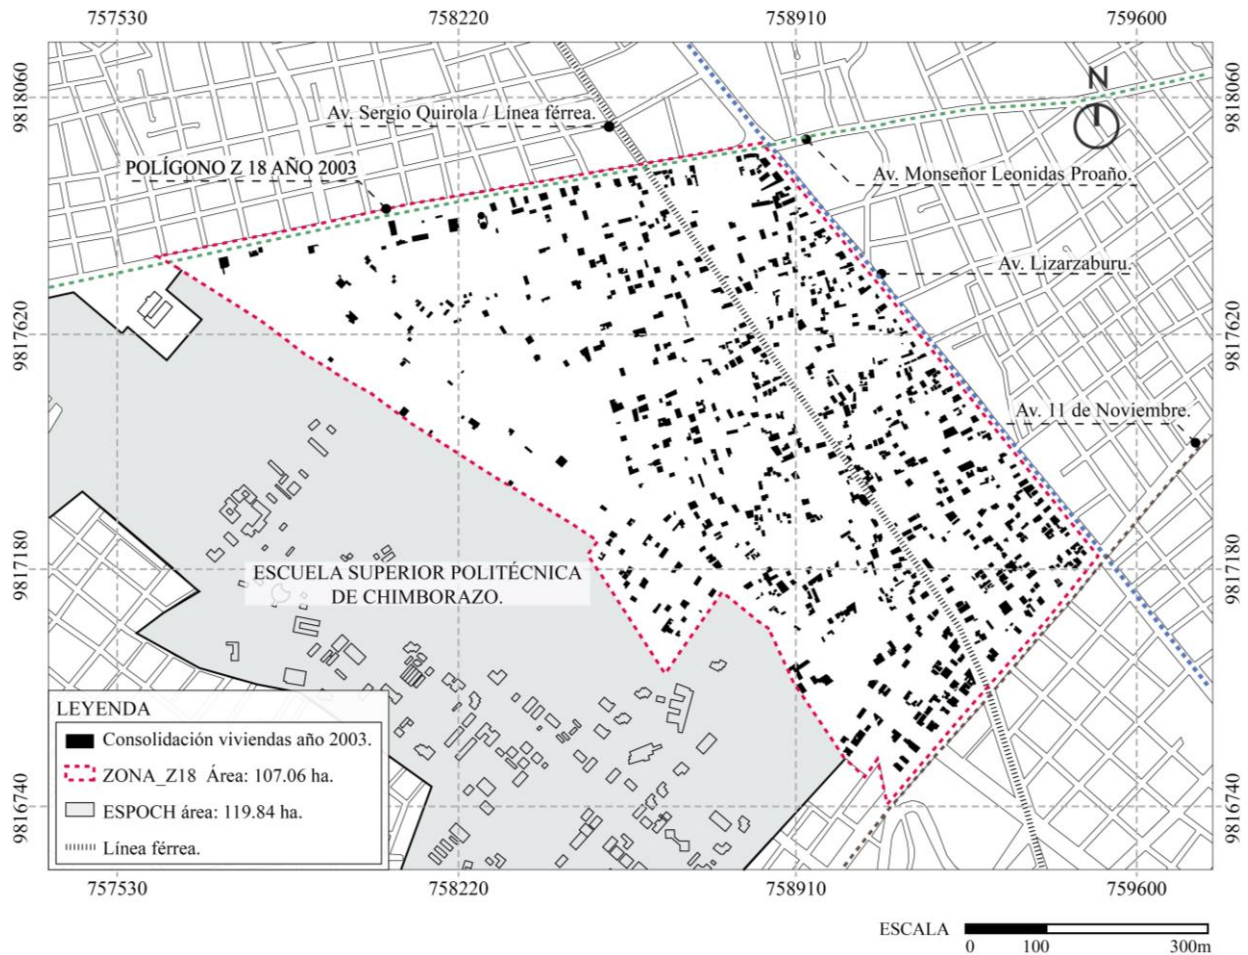 757530 758220 758910 759600
9818060 9818060
N
Av. Sergio Quirola / Línea férrea.
POLÍGONO Z 18 AÑO 2003
Av. Monseñor Leonidas Proaño.
Av. Lizarzaburu.
9817620 9817620
Av. 11 de Noviembre.
9817180 9817180
ESCUELA SUPERIOR POLITÉCNICA
DE CHIMBORAZO.
LEYENDA
Consolidación viviendas año 2003.
ZONA_Z18 Área: 107.06 ha.
ESPOCH área: 119.84 ha.
Línea férrea.
9816740 9816740
757530 758220 758910 759600
ESCALA
0 100 300m